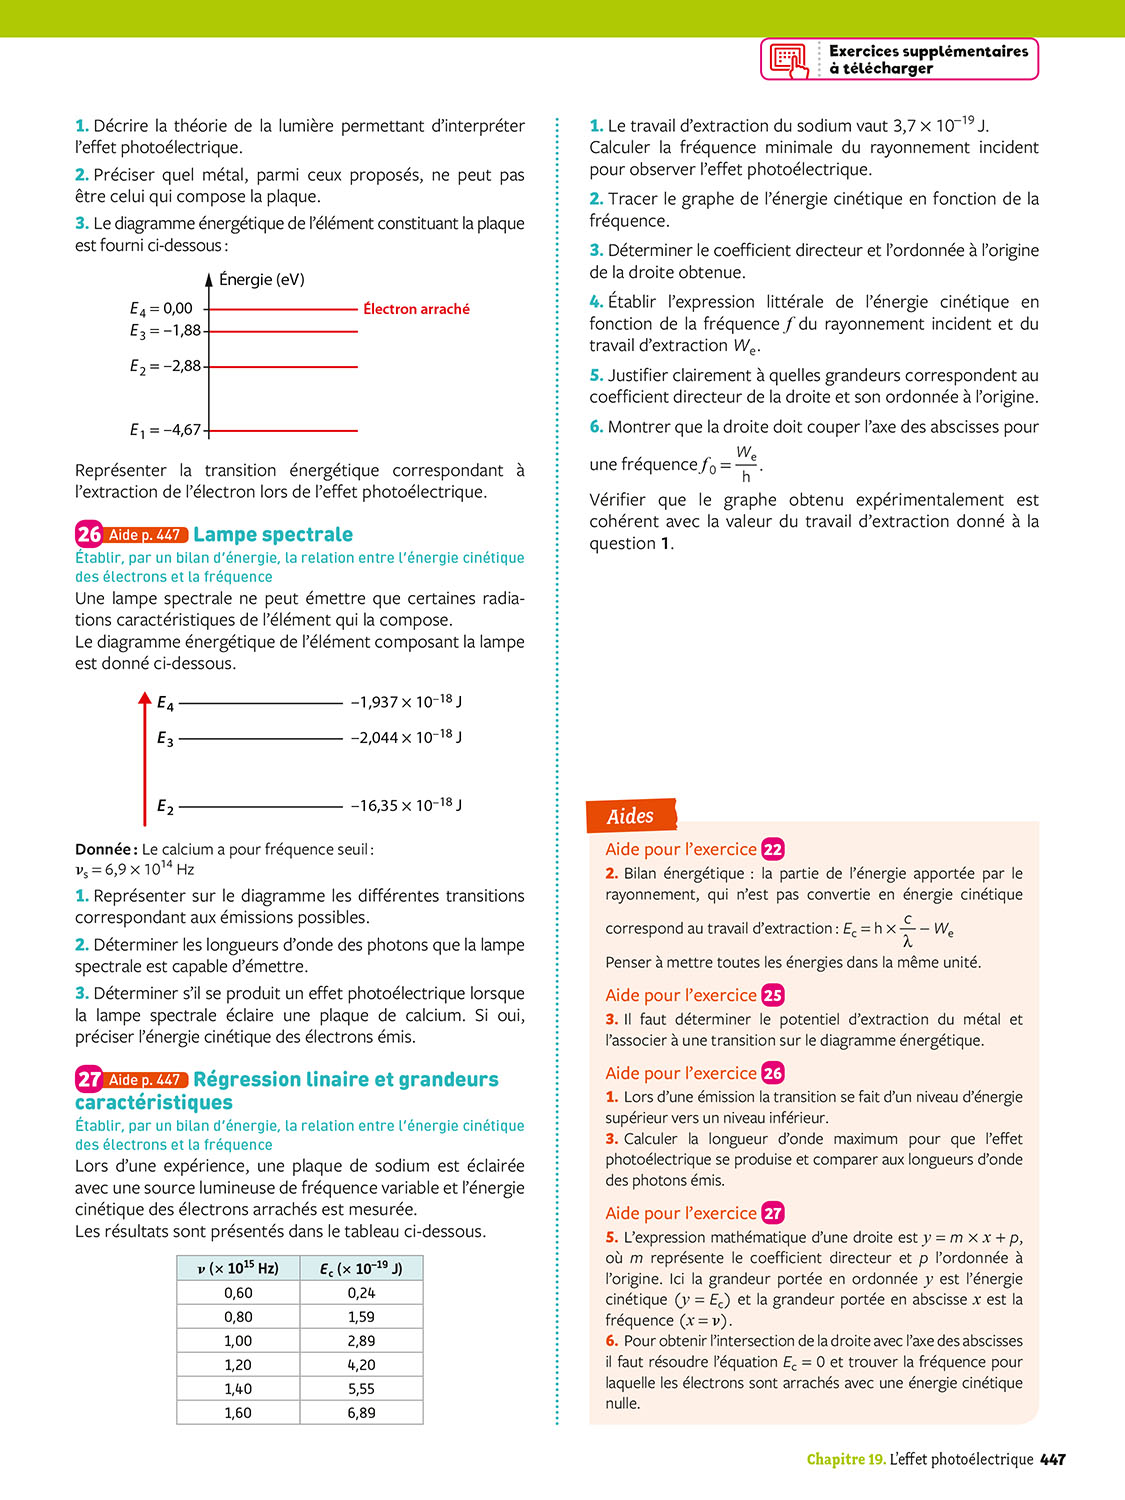 Exercices supplémentaires
à télécharger
1. Décrire la théorie de la lumière permettant d'interpréter
l'effet photoélectrique.
2. Préciser quel métal, parmi ceux proposés, ne peut pas
être celui qui compose la plaque.
3. Le diagramme énergétique de l'élément constituant la plaque
est fourni ci-dessous :
Énergie (eV)
E4 = 0,00
Électron arraché
E3 = –1,88
E2 = –2,88
E1 = –4,67
Représenter la transition énergétique correspondant à
l'extraction de l'électron lors de l'effet photoélectrique.
26 Aide p. 447 Lampe spectrale
Établir, par un bilan d'énergie, la relation entre l'énergie cinétique
des électrons et la fréquence
Une lampe spectrale ne peut émettre que certaines radia-
tions caractéristiques de l'élément qui la compose.
Le diagramme énergétique de l'élément composant la lampe
est donné ci-dessous.
E4 –1,937 × 10–18 J
E3 –2,044 × 10–18 J
E2 –16,35 × 10–18 J
Donnée : Le calcium a pour fréquence seuil :
νs = 6,9 × 10^14 Hz
1. Représenter sur le diagramme les différentes transitions
correspondant aux émissions possibles.
2. Déterminer les longueurs d'onde des photons que la lampe
spectrale est capable d'émettre.
3. Déterminer s'il se produit un effet photoélectrique lorsque
la lampe spectrale éclaire une plaque de calcium. Si oui,
préciser l'énergie cinétique des électrons émis.
27 Aide p. 447 Régression linaire et grandeurs
caractéristiques
Établir, par un bilan d'énergie, la relation entre l'énergie cinétique
des électrons et la fréquence
Lors d'une expérience, une plaque de sodium est éclairée
avec une source lumineuse de fréquence variable et l'énergie
cinétique des électrons arrachés est mesurée.
Les résultats sont présentés dans le tableau ci-dessous.
ν (× 10^15 Hz) Ec (× 10–19 J)
0,60 0,24
0,80 1,59
1,00 2,89
1,20 4,20
1,40 5,55
1,60 6,89
1. Le travail d'extraction du sodium vaut 3,7 × 10–19 J.
Calculer la fréquence minimale du rayonnement incident
pour observer l'effet photoélectrique.
2. Tracer le graphe de l'énergie cinétique en fonction de la
fréquence.
3. Déterminer le coefficient directeur et l'ordonnée à l'origine
de la droite obtenue.
4. Établir l'expression littérale de l'énergie cinétique en
fonction de la fréquence f du rayonnement incident et du
travail d'extraction We.
5. Justifier clairement à quelles grandeurs correspondent au
coefficient directeur de la droite et son ordonnée à l'origine.
6. Montrer que la droite doit couper l'axe des abscisses pour
une fréquence f0 = We/h.
Vérifier que le graphe obtenu expérimentalement est
cohérent avec la valeur du travail d'extraction donné à la
question 1.
Aides
Aide pour l'exercice 22
2. Bilan énergétique : la partie de l'énergie apportée par le
rayonnement, qui n'est pas convertie en énergie cinétique
correspond au travail d'extraction : Ec = h × c/λ – We
Penser à mettre toutes les énergies dans la même unité.
Aide pour l'exercice 25
3. Il faut déterminer le potentiel d'extraction du métal et
l'associer à une transition sur le diagramme énergétique.
Aide pour l'exercice 26
1. Lors d'une émission la transition se fait d'un niveau d'énergie
supérieur vers un niveau inférieur.
3. Calculer la longueur d'onde maximum pour que l'effet
photoélectrique se produise et comparer aux longueurs d'onde
des photons émis.
Aide pour l'exercice 27
5. L'expression mathématique d'une droite est y = m × x + p,
où m représente le coefficient directeur et p l'ordonnée à
l'origine. Ici la grandeur portée en ordonnée y est l'énergie
cinétique (y = Ec) et la grandeur portée en abscisse x est la
fréquence (x = ν).
6. Pour obtenir l'intersection de la droite avec l'axe des abscisses
il faut résoudre l'équation Ec = 0 et trouver la fréquence pour
laquelle les électrons sont arrachés avec une énergie cinétique
nulle.
Chapitre 19. L'effet photoélectrique 447